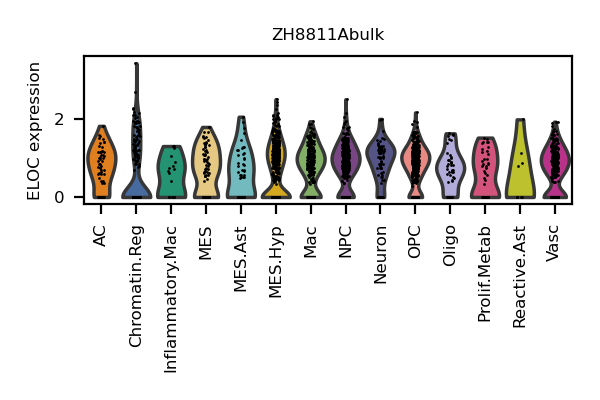 ZH8811Abulk
ELOC expression
2
0
AC
Chromatin.Reg
Inflammatory.Mac
MES
MES.Ast
MES.Hyp
Mac
NPC
Neuron
OPC
Oligo
Prolif.Metab
Reactive.Ast
Vasc